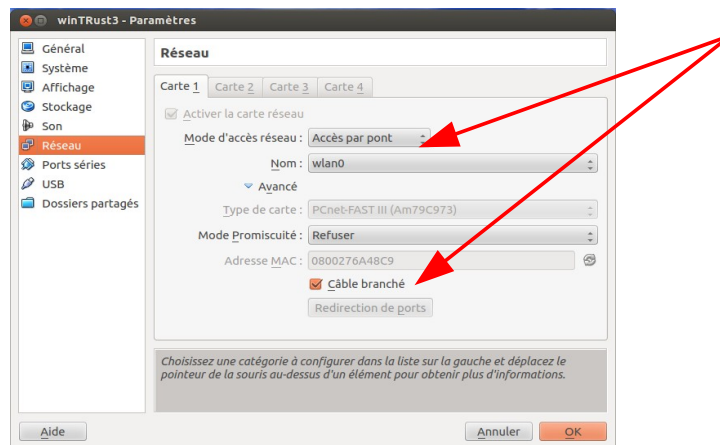 winTRust3 - Paramètres
Général
Système
Affichage
Stockage
Son
Réseau
Ports séries
USB
Dossiers partagés
Réseau
Carte 1 Carte 2 Carte 3 Carte 4
Activer la carte réseau
Mode d'accès réseau : Accès par pont
Nom : wlan0
Avancé
Type de carte : PCnet-FAST III (Am79C973)
Mode Promiscuité : Refuser
Adresse MAC : 0800276A48C9
Câble branché
Redirection de ports
Choisissez une catégorie à configurer dans la liste sur la gauche et déplacez le
pointeur de la souris au-dessus d'un élément pour obtenir plus d'informations.
Aide Annuler OK